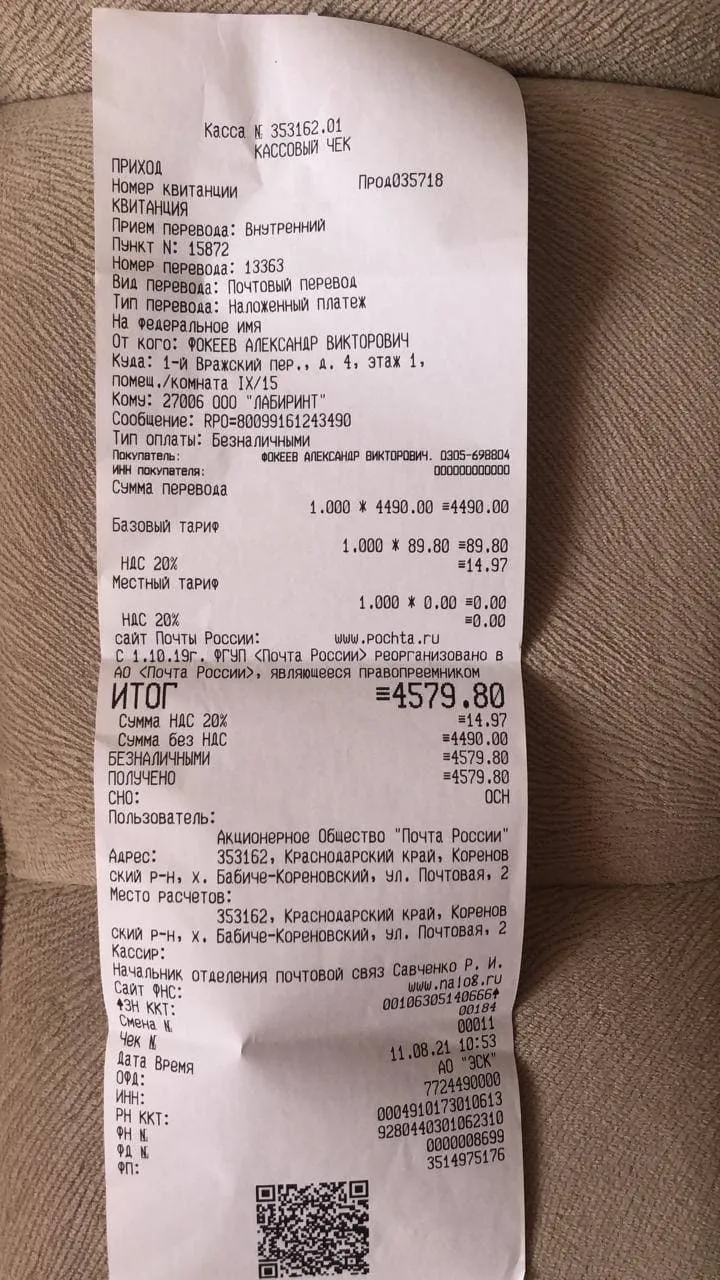 Касса № 353162.01
КАССОВЫЙ ЧЕК
ПРИХОД
Номер квитанции Прод035718
КВИТАНЦИЯ
Прием перевода: Внутренний
Пункт N: 15872
Номер перевода: 13363
Вид перевода: Почтовый перевод
Тип перевода: Наложенный платеж
На федеральное имя
От кого: ФОКЕЕВ АЛЕКСАНДР ВИКТОРОВИЧ
Куда: 1-й Вражский пер., д. 4, этаж 1,
помещ./комната IX/15
Кому: 27006 ООО "ЛАБИРИНТ"
Сообщение: RPO=80099161243490
Тип оплаты: Безналичными
Покупатель: ФОКЕЕВ АЛЕКСАНДР ВИКТОРОВИЧ. 0305-698804
ИНН покупателя: 000000000000
Сумма перевода
1.000 * 4490.00 ≡4490.00
Базовый тариф
1.000 * 89.80 ≡89.80
НДС 20% ≡14.97
Местный тариф
1.000 * 0.00 ≡0.00
НДС 20% ≡0.00
сайт Почты России: www.pochta.ru
С 1.10.19г. ФГУП <Почта России> реорганизовано в
АО <Почта России>, являющееся правопреемником
ИТОГ ≡4579.80
Сумма НДС 20% ≡14.97
Сумма без НДС ≡4490.00
БЕЗНАЛИЧНЫМИ ≡4579.80
ПОЛУЧЕНО ≡4579.80
СНО: ОСН
Пользователь:
Акционерное Общество "Почта России"
Адрес: 353162, Краснодарский край, Коренов
ский р-н, х. Бабиче-Кореновский, ул. Почтовая, 2
Место расчетов:
353162, Краснодарский край, Коренов
ский р-н, х. Бабиче-Кореновский, ул. Почтовая, 2
Кассир:
Начальник отделения почтовой связ Савченко Р. И.
Сайт ФНС: www.nalog.ru
↑ЗН ККТ: 00106305140666↑
Смена № 00184
Чек № 00011
Дата Время 11.08.21 10:53
ОФД: АО "ЭСК"
ИНН: 7724490000
РН ККТ: 0004910173010613
ФН № 9280440301062310
ФД № 0000008699
ФП: 3514975176